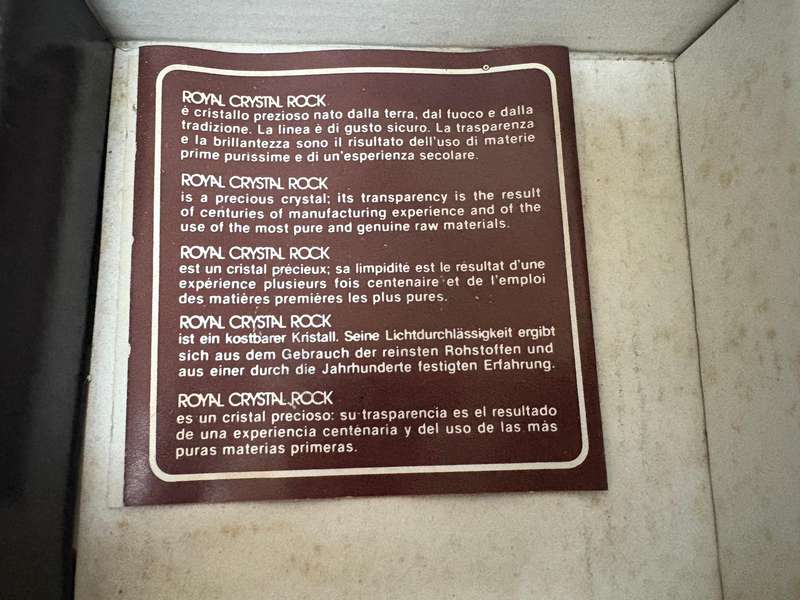 ROYAL CRYSTAL ROCK
è cristallo prezioso nato dalla terra, dal fuoco e dalla
tradizione. La linea è di gusto sicuro. La trasparenza
e la brillantezza sono il risultato dell'uso di materie
prime purissime e di un'esperienza secolare.
ROYAL CRYSTAL ROCK
is a precious crystal; its transparency is the result
of centuries of manufacturing experience and of the
use of the most pure and genuine raw materials.
ROYAL CRYSTAL ROCK
est un cristal précieux; sa limpidité est le résultat d'une
expérience plusieurs fois centenaire et de l'emploi
des matières premières les plus pures.
ROYAL CRYSTAL ROCK
ist ein kostbarer Kristall. Seine Lichtdurchlässigkeit ergibt
sich aus dem Gebrauch der reinsten Rohstoffen und
aus einer durch die Jahrhunderte festigten Erfahrung.
ROYAL CRYSTAL ROCK
es un cristal precioso: su trasparencia es el resultado
de una experiencia centenaria y del uso de las más
puras materias primeras.